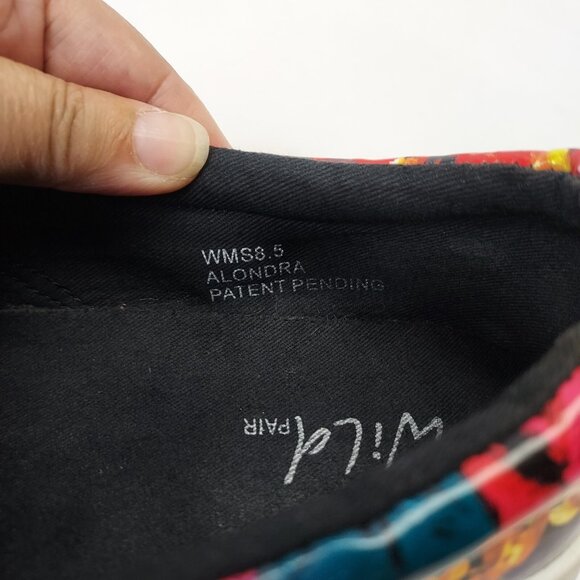 WMS8.5
ALONDRA
PATENT PENDING
Wild
PAIR